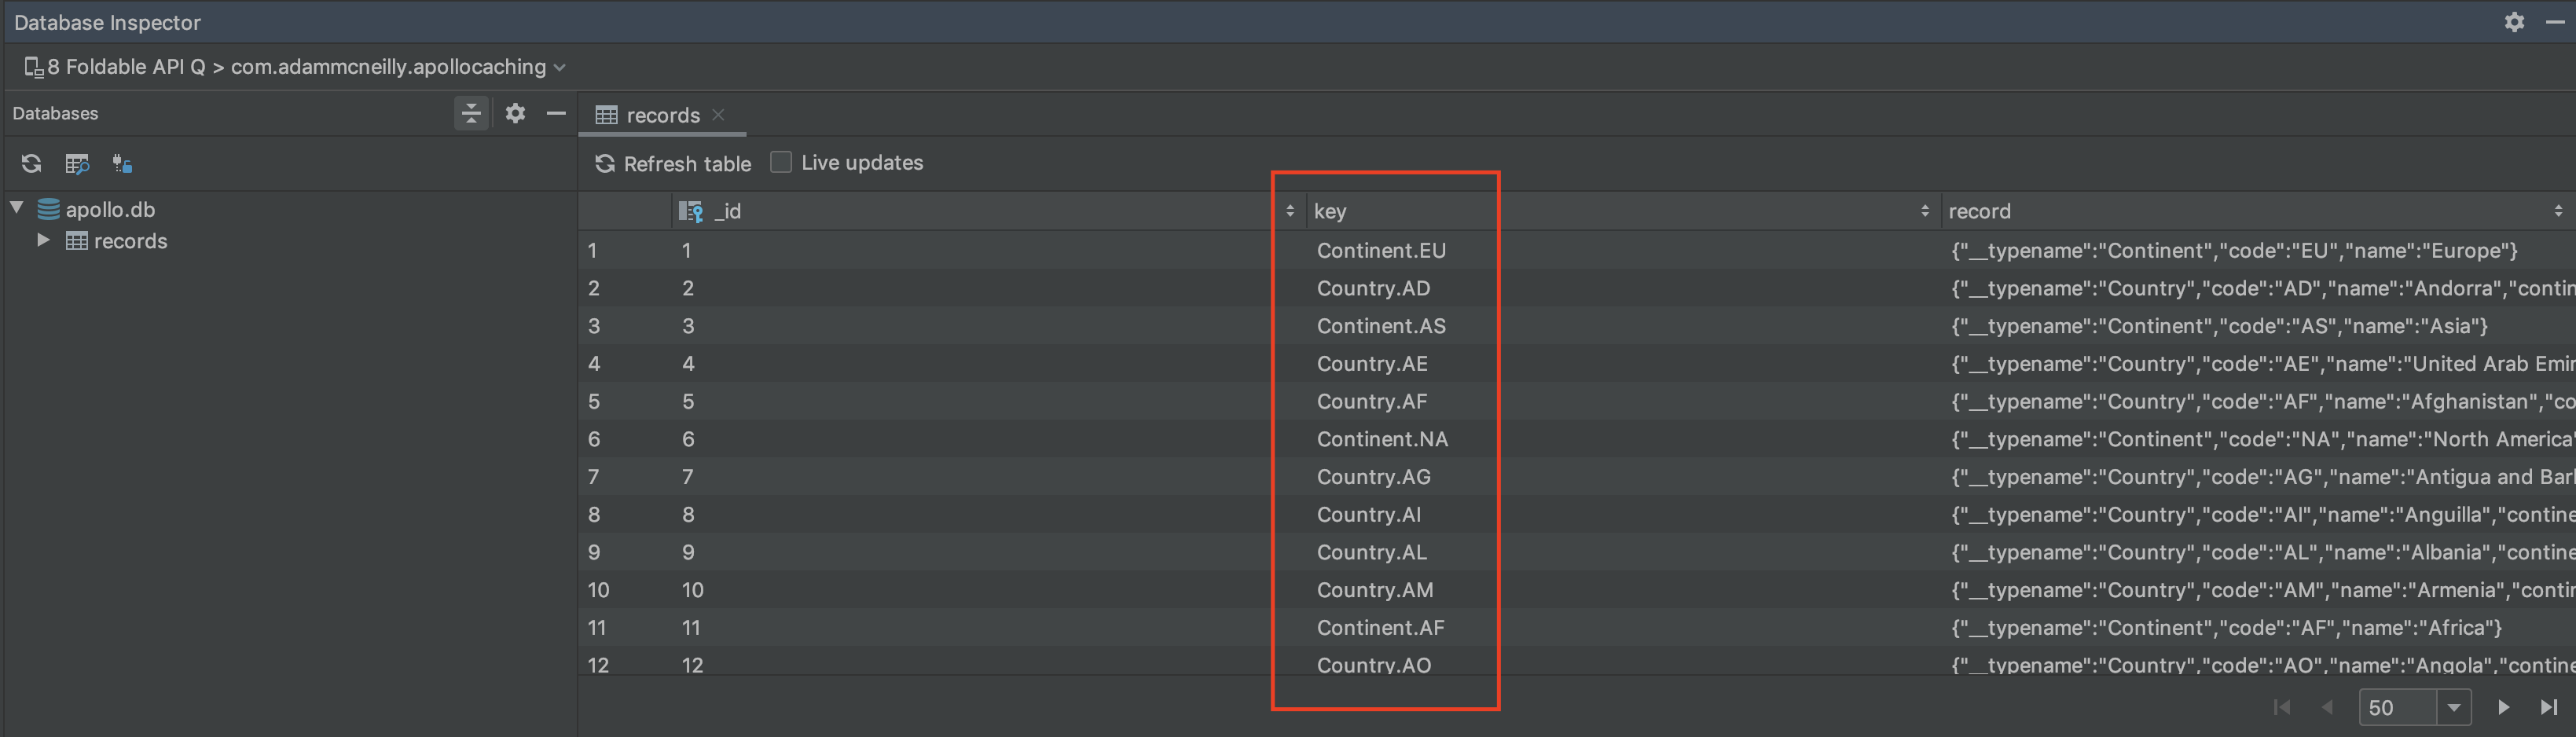 Database Inspector
8 Foldable API Q > com.adammcneilly.apollocaching
Databases
records
Refresh table Live updates
apollo.db
records
_id key record
1 1 Continent.EU {"__typename":"Continent","code":"EU","name":"Europe"}
2 2 Country.AD {"__typename":"Country","code":"AD","name":"Andorra","contin
3 3 Continent.AS {"__typename":"Continent","code":"AS","name":"Asia"}
4 4 Country.AE {"__typename":"Country","code":"AE","name":"United Arab Emir
5 5 Country.AF {"__typename":"Country","code":"AF","name":"Afghanistan","co
6 6 Continent.NA {"__typename":"Continent","code":"NA","name":"North America"
7 7 Country.AG {"__typename":"Country","code":"AG","name":"Antigua and Bar
8 8 Country.AI {"__typename":"Country","code":"AI","name":"Anguilla","contine
9 9 Country.AL {"__typename":"Country","code":"AL","name":"Albania","contine
10 10 Country.AM {"__typename":"Country","code":"AM","name":"Armenia","contin
11 11 Continent.AF {"__typename":"Continent","code":"AF","name":"Africa"}
12 12 Country.AO {"__typename":"Country","code":"AO","name":"Angola","contine
50